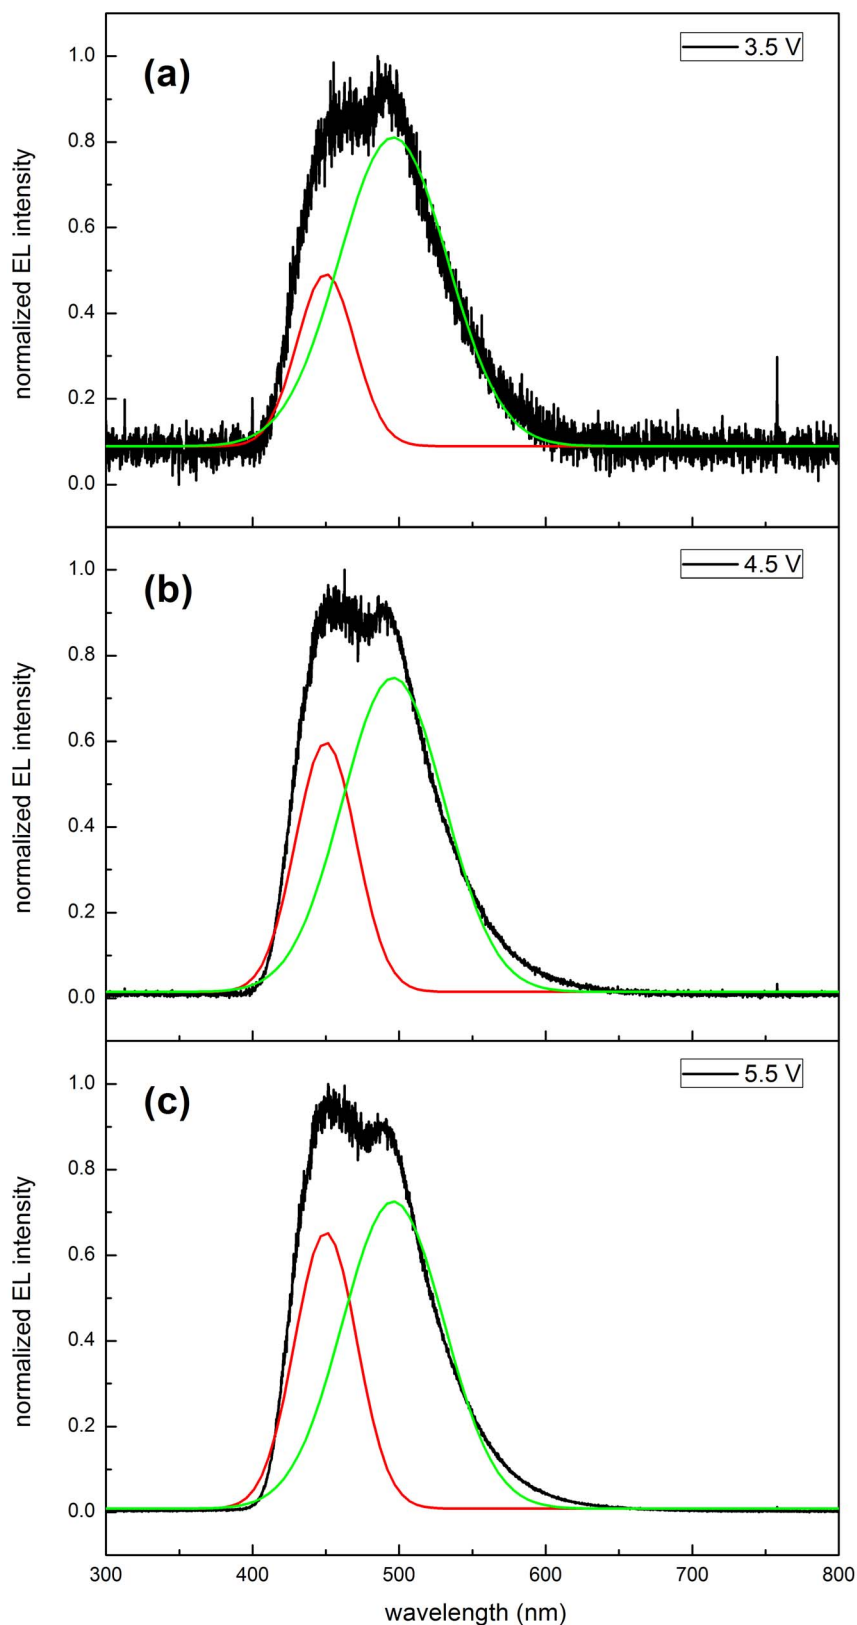 (a)
3.5 V
normalized EL intensity
1.0
0.8
0.6
0.4
0.2
0.0
(b)
4.5 V
normalized EL intensity
1.0
0.8
0.6
0.4
0.2
0.0
(c)
5.5 V
normalized EL intensity
1.0
0.8
0.6
0.4
0.2
0.0
300 400 500 600 700 800
wavelength (nm)